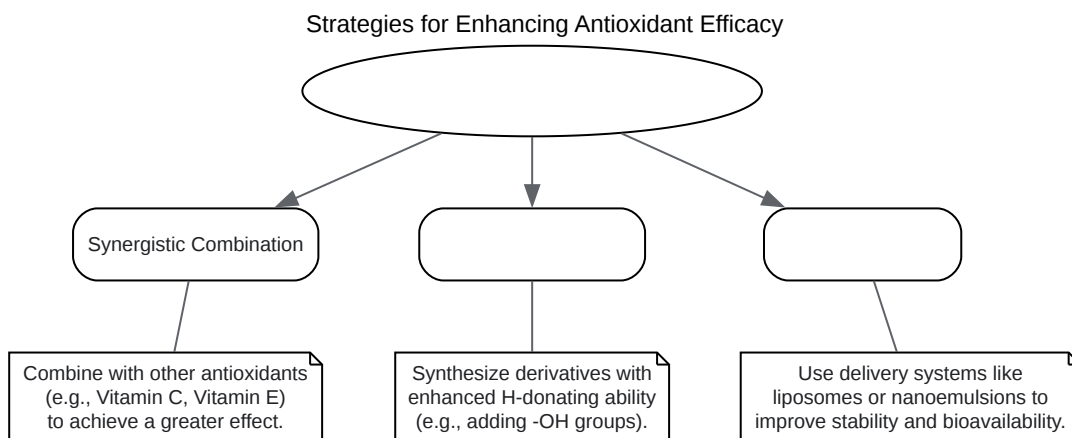 Strategies for Enhancing Antioxidant Efficacy
Synergistic Combination
Combine with other antioxidants
(e.g., Vitamin C, Vitamin E)
to achieve a greater effect.
Synthesize derivatives with
enhanced H-donating ability
(e.g., adding -OH groups).
Use delivery systems like
liposomes or nanoemulsions to
improve stability and bioavailability.